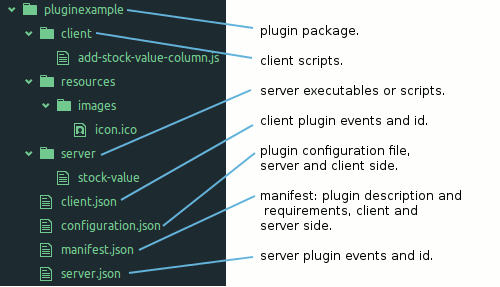 pluginexample
client
add-stock-value-column.js
resources
images
icon.ico
server
stock-value
client.json
configuration.json
manifest.json
server.json
plugin package.
client scripts.
server executables or scripts.
client plugin events and id.
plugin configuration file,
server and client side.
manifest: plugin description and
requirements, client and
server side.
server plugin events and id.